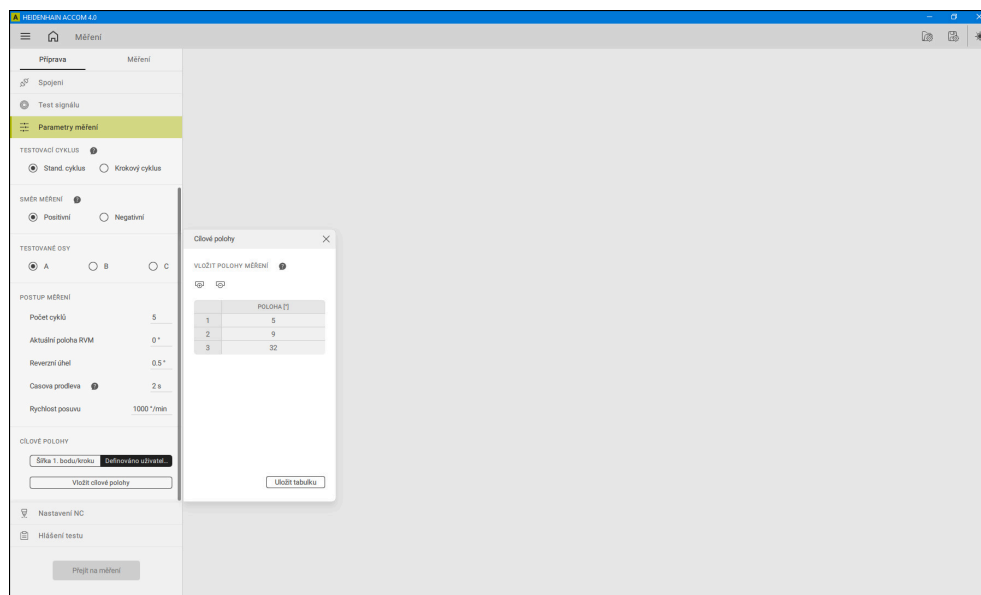 HEIDENHAIN ACCOM 4.0
Měření
Příprava Měření
Spojení
Test signálu
Parametry měření
TESTOVACÍ CYKLUS ?
Stand. cyklus Krokový cyklus
SMĚR MĚŘENÍ ?
Positivní Negativní
TESTOVANÉ OSY
A B C
POSTUP MĚŘENÍ
Počet cyklů 5
Aktuální poloha RVM 0 °
Reverzní úhel 0.5 °
Casova prodleva ? 2 s
Rychlost posuvu 1000 °/min
CÍLOVÉ POLOHY
Šířka 1. bodu/kroku Definováno uživatel...
Vložit cílové polohy
Nastavení NC
Hlášení testu
Přejít na měření
Cílové polohy
VLOŽIT POLOHY MĚŘENÍ ?
POLOHA [°]
1 5
2 9
3 32
Uložit tabulku